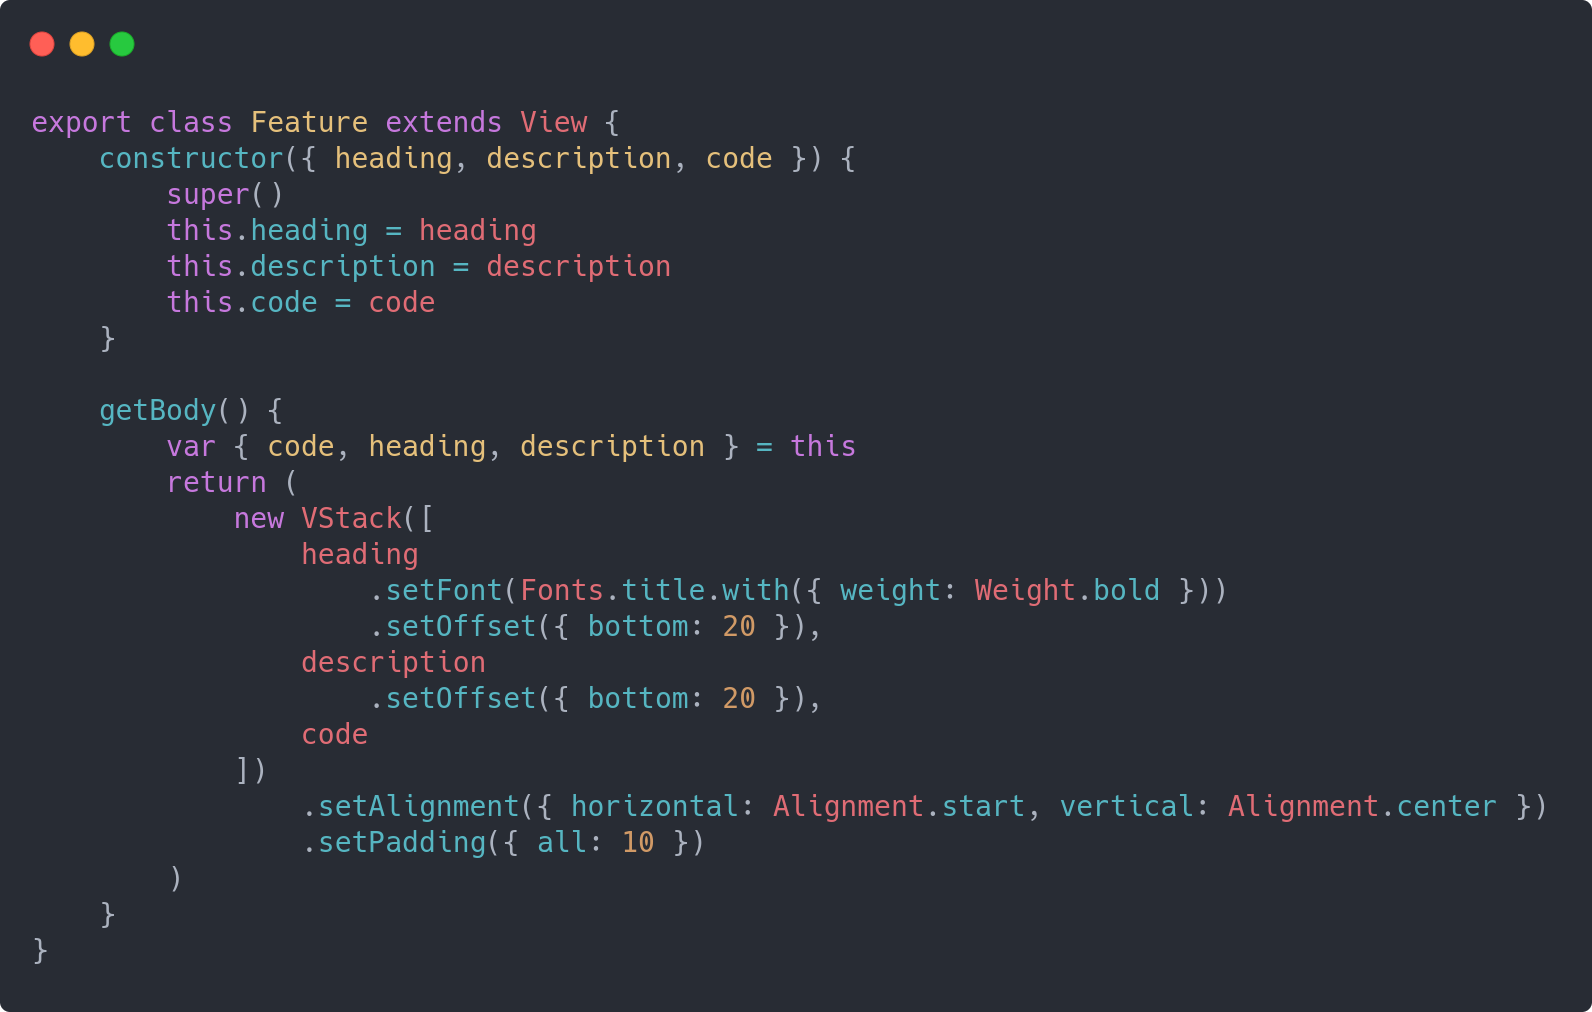 export class Feature extends View {
    constructor({ heading, description, code }) {
        super()
        this.heading = heading
        this.description = description
        this.code = code
    }

    getBody() {
        var { code, heading, description } = this
        return (
            new VStack([
                heading
                    .setFont(Fonts.title.with({ weight: Weight.bold }))
                    .setOffset({ bottom: 20 }),
                description
                    .setOffset({ bottom: 20 }),
                code
            ])
                .setAlignment({ horizontal: Alignment.start, vertical: Alignment.center })
                .setPadding({ all: 10 })
        )
    }
}